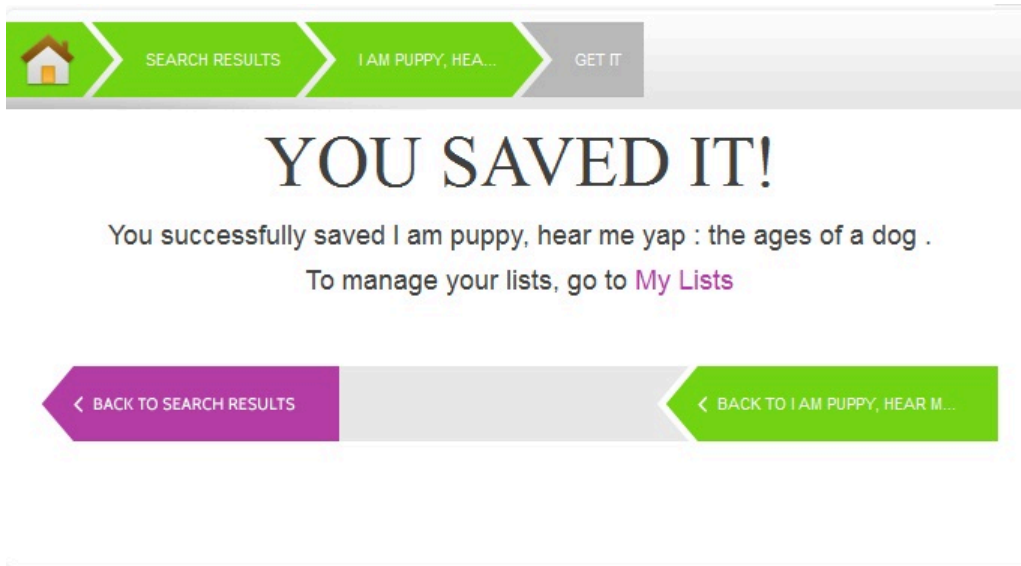 SEARCH RESULTS
I AM PUPPY, HEA...
GET IT
YOU SAVED IT!
You successfully saved I am puppy, hear me yap : the ages of a dog .
To manage your lists, go to My Lists
BACK TO SEARCH RESULTS
BACK TO I AM PUPPY, HEAR M...